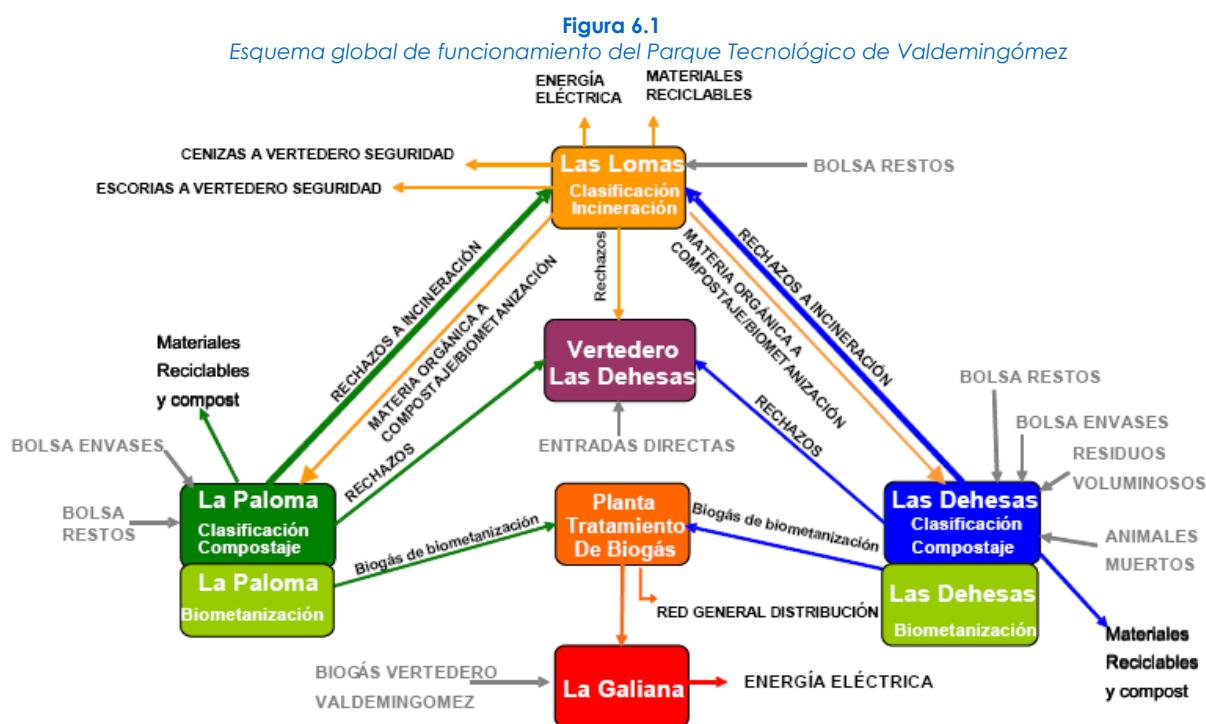 Figura 6.1
Esquema global de funcionamiento del Parque Tecnológico de Valdemingómez
ENERGÍA
ELÉCTRICA
MATERIALES
RECICLABLES
CENIZAS A VERTEDERO SEGURIDAD
ESCORIAS A VERTEDERO SEGURIDAD
Las Lomas
Clasificación
Incineración
BOLSA RESTOS
RECHAZOS A INCINERACIÓN
MATERIA ORGÁNICA A
COMPOSTAJE/BIOMETANIZACIÓN
Rechazos
MATERIA ORGÁNICA A
COMPOSTAJE/BIOMETANIZACIÓN
RECHAZOS A INCINERACIÓN
Materiales
Reciclables
y compost
Vertedero
Las Dehesas
ENTRADAS DIRECTAS
RECHAZOS
RECHAZOS
BOLSA ENVASES
BOLSA
RESTOS
La Paloma
Clasificación
Compostaje
La Paloma
Biometanización
Biogás de biometanización
Planta
Tratamiento
De Biogás
Biogás de biometanización
RED GENERAL DISTRIBUCIÓN
BOLSA RESTOS
BOLSA ENVASES
RESIDUOS
VOLUMINOSOS
Las Dehesas
Clasificación
Compostaje
ANIMALES
MUERTOS
Las Dehesas
Biometanización
Materiales
Reciclables
y compost
BIOGÁS VERTEDERO
VALDEMINGOMEZ
La Galiana
ENERGÍA ELÉCTRICA